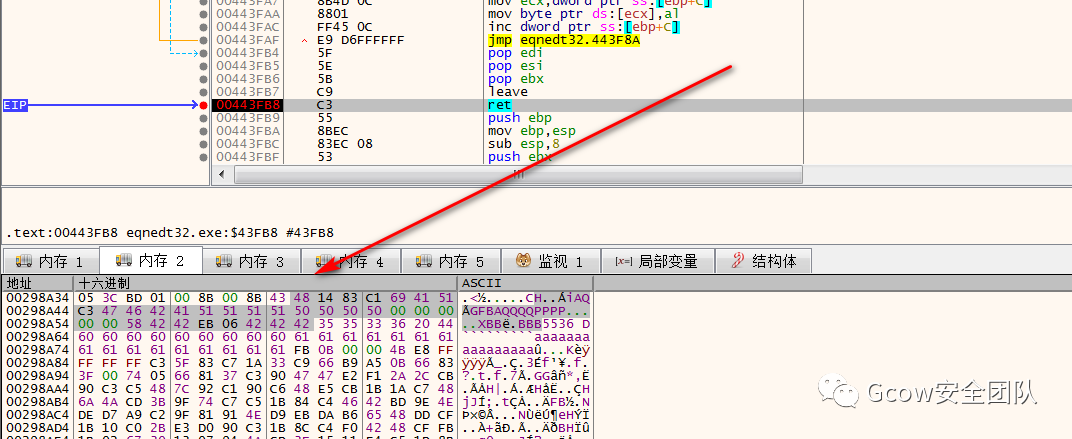 00443FA7 8B4D 0C mov ecx,dword ptr ss:[ebp+C]
00443FAA 8801 mov byte ptr ds:[ecx],al
00443FAC FF45 0C inc dword ptr ss:[ebp+C]
00443FAF E9 D6FFFFFF jmp eqnedt32.443F8A
00443FB4 5F pop edi
00443FB5 5E pop esi
00443FB6 5B pop ebx
00443FB7 C9 leave
EIP 00443FB8 C3 ret
00443FB9 55 push ebp
00443FBA 8BEC mov ebp,esp
00443FBC 83EC 08 sub esp,8
00443FBF 53 push ebx
.text:00443FB8 eqnedt32.exe:$43FB8 #43FB8
内存 1 内存 2 内存 3 内存 4 内存 5 监视 1 [x=] 局部变量 结构体
地址 十六进制 ASCII
00298A34 05 3C BD 01 00 8B 00 8B 43 48 14 83 C1 69 41 51 .<½.....CH..ÁiAQ
00298A44 C3 47 46 42 41 51 51 51 51 50 50 50 50 00 00 00 ÃGFBAQQQQPPPP...
00298A54 00 00 58 42 42 EB 06 42 42 42 35 35 33 36 20 44 ..XBBë.BBB5536 D
00298A64 60 60 60 60 60 60 60 60 60 61 61 61 61 61 61 61 `````````aaaaaaa
00298A74 61 61 61 61 61 61 61 61 61 FB 0B 00 00 4B E8 FF aaaaaaaaaû...Kèÿ
00298A84 FF FF FF C3 5F 83 C7 1A 33 C9 66 B9 A5 0B 66 83 ÿÿÿÃ_.Ç.3Éf¹¥.f.
00298A94 3F 00 74 05 66 81 37 C3 90 47 47 E2 F1 2A 2C CB ?.t.f.7Ã.GGâñ*,Ë
00298AA4 90 C3 C5 48 7C 92 C1 90 C6 48 E5 CB 1B 1A C7 48 .ÃÅH|.Á.ÆHåË..ÇH
00298AB4 6A 4A CD 3B 9F 74 C7 C5 1B 84 C4 46 42 BD 9E 4E
00298AC4 DE D7 A9 C2 9F 81 91 4E D9 EB DA B6 65 48 DD CF
00298AD4 1B 10 C0 2B E3 D0 90 C3 1B 8C C4 F0 42 48 CF FB
Gcow安全团队